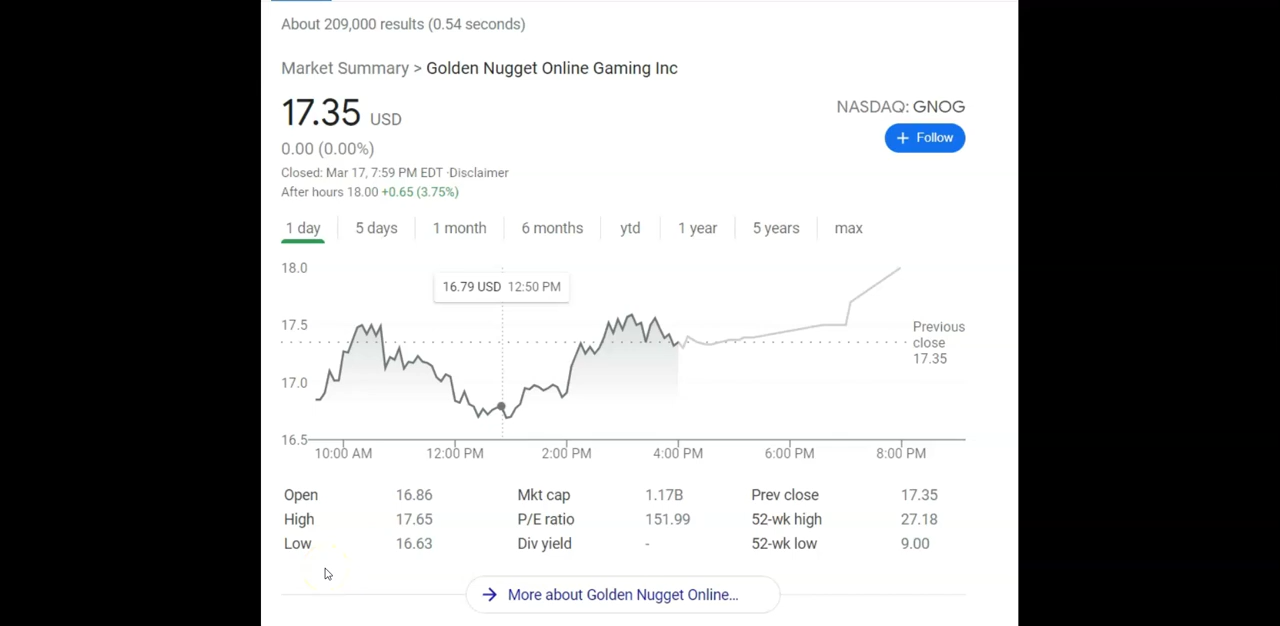 About 209,000 results (0.54 seconds)
Market Summary > Golden Nugget Online Gaming Inc
17.35 USD
NASDAQ: GNOG
+ Follow
0.00 (0.00%)
Closed: Mar 17, 7:59 PM EDT ·Disclaimer
After hours 18.00 +0.65 (3.75%)
1 day 5 days 1 month 6 months ytd 1 year 5 years max
18.0
16.79 USD 12:50 PM
17.5
Previous
close
17.35
17.0
16.5
10:00 AM 12:00 PM 2:00 PM 4:00 PM 6:00 PM 8:00 PM
Open 16.86 Mkt cap 1.17B Prev close 17.35
High 17.65 P/E ratio 151.99 52-wk high 27.18
Low 16.63 Div yield - 52-wk low 9.00
More about Golden Nugget Online...